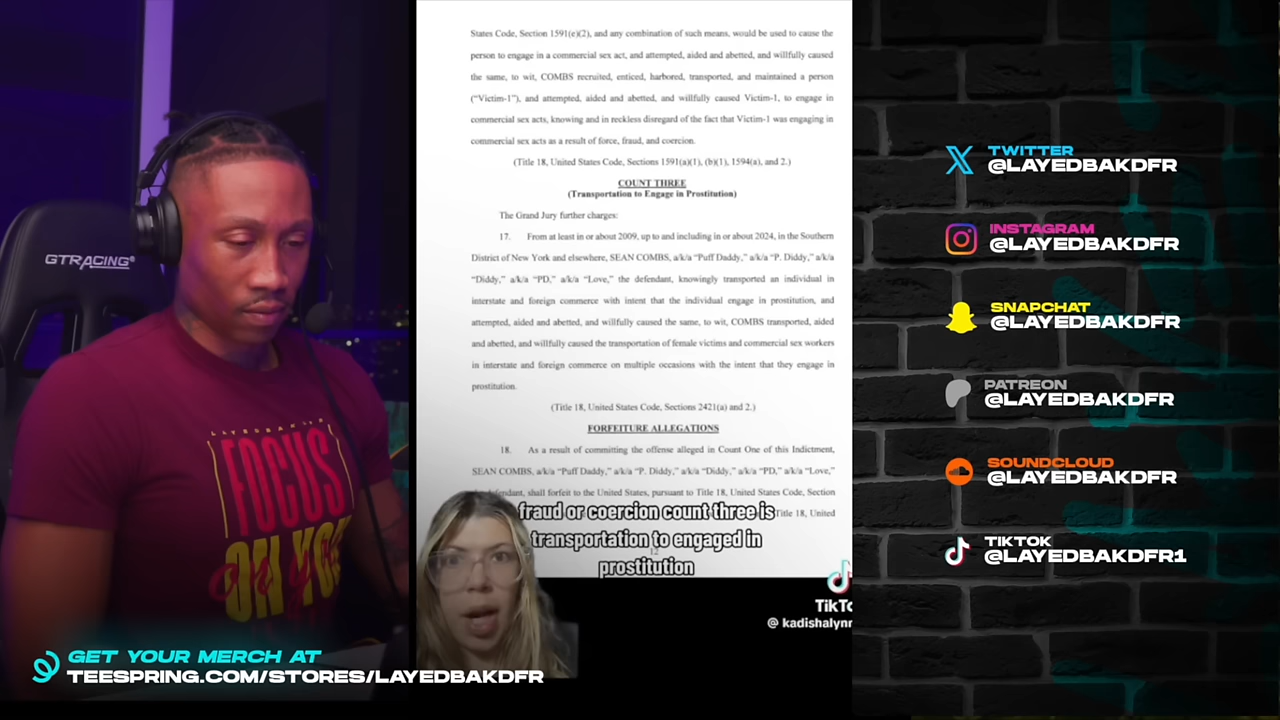 GTRACING
LAYEDBAKDFR
FOCUS
ON YOU
GET YOUR MERCH AT
TEESPRING.COM/STORES/LAYEDBAKDFR
States Code, Section 1591(e)(2), and any combination of such means, would be used to cause the
person to engage in a commercial sex act, and attempted, aided and abetted, and willfully caused
the same, to wit, COMBS recruited, enticed, harbored, transported, and maintained a person
("Victim-1"), and attempted, aided and abetted, and willfully caused Victim-1, to engage in
commercial sex acts, knowing and in reckless disregard of the fact that Victim-1 was engaging in
commercial sex acts as a result of force, fraud, and coercion.
(Title 18, United States Code, Sections 1591(a)(1), (b)(1), 1594(a), and 2.)
COUNT THREE
(Transportation to Engage in Prostitution)
The Grand Jury further charges:
17. From at least in or about 2009, up to and including in or about 2024, in the Southern
District of New York and elsewhere, SEAN COMBS, a/k/a "Puff Daddy," a/k/a "P. Diddy," a/k/a
"Diddy," a/k/a "PD," a/k/a "Love," the defendant, knowingly transported an individual in
interstate and foreign commerce with intent that the individual engage in prostitution, and
attempted, aided and abetted, and willfully caused the same, to wit, COMBS transported, aided
and abetted, and willfully caused the transportation of female victims and commercial sex workers
in interstate and foreign commerce on multiple occasions with the intent that they engage in
prostitution.
(Title 18, United States Code, Sections 2421(a) and 2.)
FORFEITURE ALLEGATIONS
18. As a result of committing the offense alleged in Count One of this Indictment,
SEAN COMBS, a/k/a "Puff Daddy," a/k/a "P. Diddy," a/k/a "Diddy," a/k/a "PD," a/k/a "Love,"
shall forfeit to the United States, pursuant to Title 18, United States Code, Section
Title 18, United
fraud or coercion count three is
transportation to engaged in
prostitution
TikTo
@ kadishalynn
TWITTER
@LAYEDBAKDFR
INSTAGRAM
@LAYEDBAKDFR
SNAPCHAT
@LAYEDBAKDFR
PATREON
@LAYEDBAKDFR
SOUNDCLOUD
@LAYEDBAKDFR
TIKTOK
@LAYEDBAKDFR1